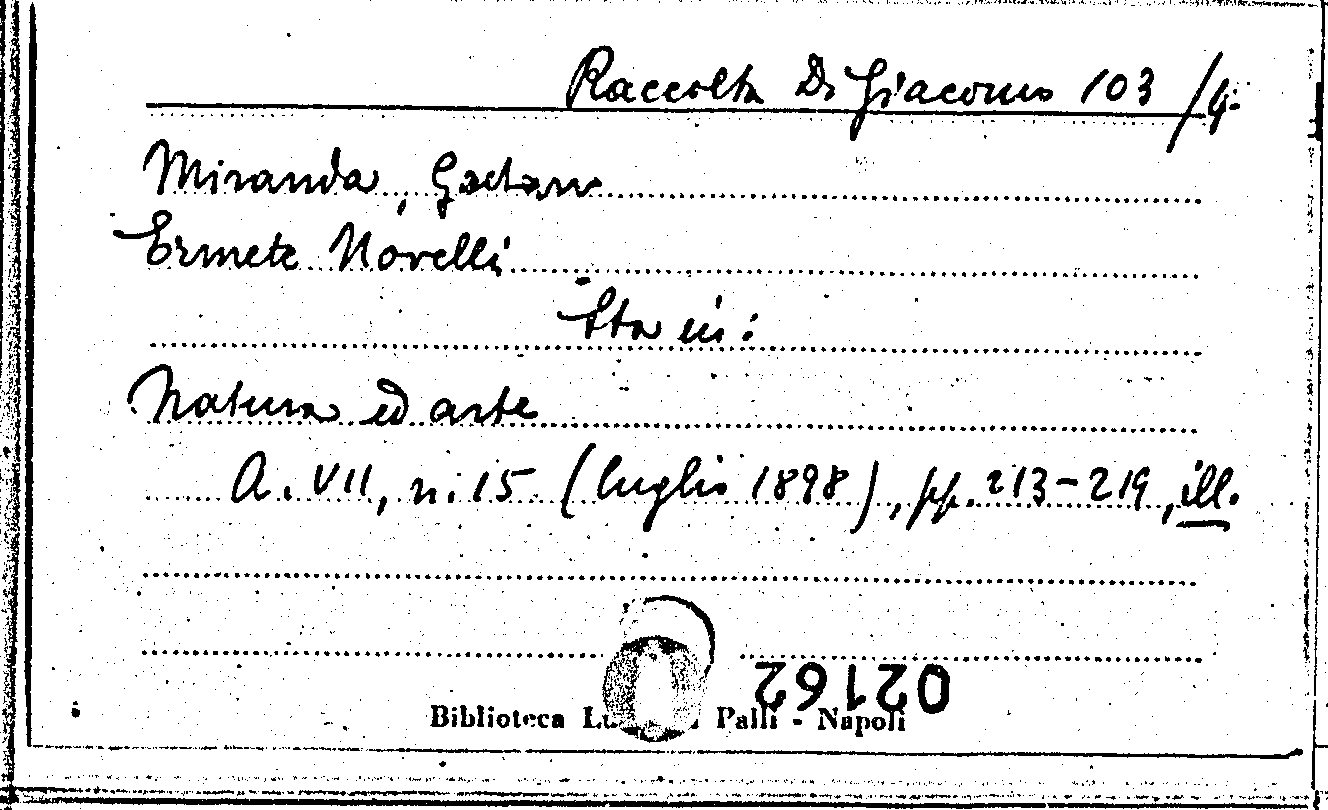 Raccolta Di Giacomo 103 /4.
Miranda, Gaetano
Ermete Novelli
Sta in:
Natura ed arte
A. VII, n. 15 (luglio 1898), pp. 213-219, ill.
02162
Biblioteca Palli - Napoli